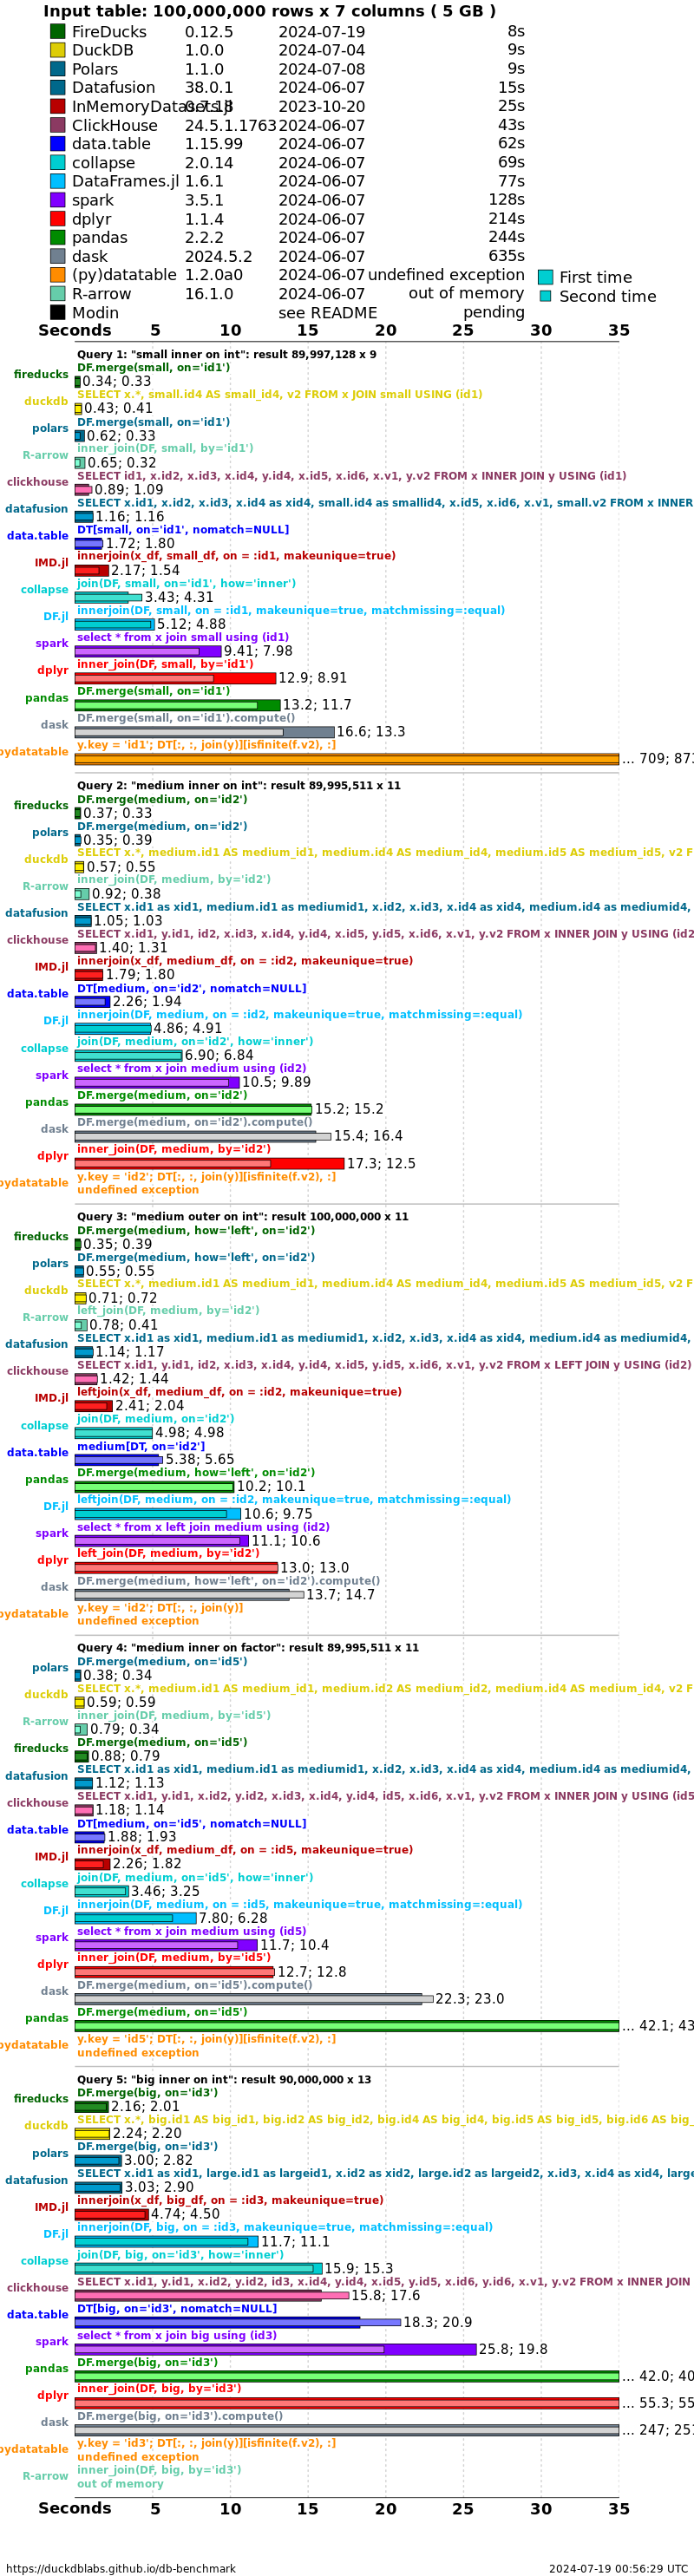 Input table: 100,000,000 rows x 7 columns ( 5 GB )
FireDucks 0.12.5 2024-07-19 8s
DuckDB 1.0.0 2024-07-04 9s
Polars 1.1.0 2024-07-08 9s
Datafusion 38.0.1 2024-06-07 15s
InMemoryDatasets.jl 0.7.18 2023-10-20 25s
ClickHouse 24.5.1.1763 2024-06-07 43s
data.table 1.15.99 2024-06-07 62s
collapse 2.0.14 2024-06-07 69s
DataFrames.jl 1.6.1 2024-06-07 77s
spark 3.5.1 2024-06-07 128s
dplyr 1.1.4 2024-06-07 214s
pandas 2.2.2 2024-06-07 244s
dask 2024.5.2 2024-06-07 635s
(py)datatable 1.2.0a0 2024-06-07 undefined exception First time
R-arrow 16.1.0 2024-06-07 out of memory Second time
Modin see README pending
Seconds 5 10 15 20 25 30 35
Query 1: "small inner on int": result 89,997,128 x 9
DF.merge(small, on='id1')
fireducks 0.34; 0.33
SELECT x.*, small.id4 AS small_id4, v2 FROM x JOIN small USING (id1)
duckdb 0.43; 0.41
DF.merge(small, on='id1')
polars 0.62; 0.33
inner_join(DF, small, by='id1')
R-arrow 0.65; 0.32
SELECT id1, x.id2, x.id3, x.id4, y.id4, x.id5, x.id6, x.v1, y.v2 FROM x INNER JOIN y USING (id1)
clickhouse 0.89; 1.09
SELECT x.id1, x.id2, x.id3, x.id4 as xid4, small.id4 as smallid4, x.id5, x.id6, x.v1, small.v2 FROM x INNER
datafusion 1.16; 1.16
DT[small, on='id1', nomatch=NULL]
data.table 1.72; 1.80
innerjoin(x_df, small_df, on = :id1, makeunique=true)
IMD.jl 2.17; 1.54
join(DF, small, on='id1', how='inner')
collapse 3.43; 4.31
innerjoin(DF, small, on = :id1, makeunique=true, matchmissing=:equal)
DF.jl 5.12; 4.88
select * from x join small using (id1)
spark 9.41; 7.98
inner_join(DF, small, by='id1')
dplyr 12.9; 8.91
DF.merge(small, on='id1')
pandas 13.2; 11.7
DF.merge(small, on='id1').compute()
dask 16.6; 13.3
y.key = 'id1'; DT[:, :, join(y)][isfinite(f.v2), :]
pydatatable ... 709; 873
Query 2: "medium inner on int": result 89,995,511 x 11
DF.merge(medium, on='id2')
fireducks 0.37; 0.33
DF.merge(medium, on='id2')
polars 0.35; 0.39
SELECT x.*, medium.id1 AS medium_id1, medium.id4 AS medium_id4, medium.id5 AS medium_id5, v2 F
duckdb 0.57; 0.55
inner_join(DF, medium, by='id2')
R-arrow 0.92; 0.38
SELECT x.id1 as xid1, medium.id1 as mediumid1, x.id2, x.id3, x.id4 as xid4, medium.id4 as mediumid4,
datafusion 1.05; 1.03
SELECT x.id1, y.id1, id2, x.id3, x.id4, y.id4, x.id5, y.id5, x.id6, x.v1, y.v2 FROM x INNER JOIN y USING (id2
clickhouse 1.40; 1.31
innerjoin(x_df, medium_df, on = :id2, makeunique=true)
IMD.jl 1.79; 1.80
DT[medium, on='id2', nomatch=NULL]
data.table 2.26; 1.94
innerjoin(DF, medium, on = :id2, makeunique=true, matchmissing=:equal)
DF.jl 4.86; 4.91
join(DF, medium, on='id2', how='inner')
collapse 6.90; 6.84
select * from x join medium using (id2)
spark 10.5; 9.89
DF.merge(medium, on='id2')
pandas 15.2; 15.2
DF.merge(medium, on='id2').compute()
dask 15.4; 16.4
inner_join(DF, medium, by='id2')
dplyr 17.3; 12.5
y.key = 'id2'; DT[:, :, join(y)][isfinite(f.v2), :]
pydatatable undefined exception
Query 3: "medium outer on int": result 100,000,000 x 11
DF.merge(medium, how='left', on='id2')
fireducks 0.35; 0.39
DF.merge(medium, how='left', on='id2')
polars 0.55; 0.55
SELECT x.*, medium.id1 AS medium_id1, medium.id4 AS medium_id4, medium.id5 AS medium_id5, v2 F
duckdb 0.71; 0.72
left_join(DF, medium, by='id2')
R-arrow 0.78; 0.41
SELECT x.id1 as xid1, medium.id1 as mediumid1, x.id2, x.id3, x.id4 as xid4, medium.id4 as mediumid4,
datafusion 1.14; 1.17
SELECT x.id1, y.id1, id2, x.id3, x.id4, y.id4, x.id5, y.id5, x.id6, x.v1, y.v2 FROM x LEFT JOIN y USING (id2)
clickhouse 1.42; 1.44
leftjoin(x_df, medium_df, on = :id2, makeunique=true)
IMD.jl 2.41; 2.04
join(DF, medium, on='id2')
collapse 4.98; 4.98
medium[DT, on='id2']
data.table 5.38; 5.65
DF.merge(medium, how='left', on='id2')
pandas 10.2; 10.1
leftjoin(DF, medium, on = :id2, makeunique=true, matchmissing=:equal)
DF.jl 10.6; 9.75
select * from x left join medium using (id2)
spark 11.1; 10.6
left_join(DF, medium, by='id2')
dplyr 13.0; 13.0
DF.merge(medium, how='left', on='id2').compute()
dask 13.7; 14.7
y.key = 'id2'; DT[:, :, join(y)]
pydatatable undefined exception
Query 4: "medium inner on factor": result 89,995,511 x 11
DF.merge(medium, on='id5')
polars 0.38; 0.34
SELECT x.*, medium.id1 AS medium_id1, medium.id2 AS medium_id2, medium.id4 AS medium_id4, v2 F
duckdb 0.59; 0.59
inner_join(DF, medium, by='id5')
R-arrow 0.79; 0.34
DF.merge(medium, on='id5')
fireducks 0.88; 0.79
SELECT x.id1 as xid1, medium.id1 as mediumid1, x.id2, x.id3, x.id4 as xid4, medium.id4 as mediumid4,
datafusion 1.12; 1.13
SELECT x.id1, y.id1, x.id2, y.id2, x.id3, x.id4, y.id4, id5, x.id6, x.v1, y.v2 FROM x INNER JOIN y USING (id5
clickhouse 1.18; 1.14
DT[medium, on='id5', nomatch=NULL]
data.table 1.88; 1.93
innerjoin(x_df, medium_df, on = :id5, makeunique=true)
IMD.jl 2.26; 1.82
join(DF, medium, on='id5', how='inner')
collapse 3.46; 3.25
innerjoin(DF, medium, on = :id5, makeunique=true, matchmissing=:equal)
DF.jl 7.80; 6.28
select * from x join medium using (id5)
spark 11.7; 10.4
inner_join(DF, medium, by='id5')
dplyr 12.7; 12.8
DF.merge(medium, on='id5').compute()
dask 22.3; 23.0
DF.merge(medium, on='id5')
pandas ... 42.1; 43
y.key = 'id5'; DT[:, :, join(y)][isfinite(f.v2), :]
pydatatable undefined exception
Query 5: "big inner on int": result 90,000,000 x 13
DF.merge(big, on='id3')
fireducks 2.16; 2.01
SELECT x.*, big.id1 AS big_id1, big.id2 AS big_id2, big.id4 AS big_id4, big.id5 AS big_id5, big.id6 AS big_
duckdb 2.24; 2.20
DF.merge(big, on='id3')
polars 3.00; 2.82
SELECT x.id1 as xid1, large.id1 as largeid1, x.id2 as xid2, large.id2 as largeid2, x.id3, x.id4 as xid4, large
datafusion 3.03; 2.90
innerjoin(x_df, big_df, on = :id3, makeunique=true)
IMD.jl 4.74; 4.50
innerjoin(DF, big, on = :id3, makeunique=true, matchmissing=:equal)
DF.jl 11.7; 11.1
join(DF, big, on='id3', how='inner')
collapse 15.9; 15.3
SELECT x.id1, y.id1, x.id2, y.id2, id3, x.id4, y.id4, x.id5, y.id5, x.id6, y.id6, x.v1, y.v2 FROM x INNER JOIN
clickhouse 15.8; 17.6
DT[big, on='id3', nomatch=NULL]
data.table 18.3; 20.9
select * from x join big using (id3)
spark 25.8; 19.8
DF.merge(big, on='id3')
pandas ... 42.0; 40
inner_join(DF, big, by='id3')
dplyr ... 55.3; 55
DF.merge(big, on='id3').compute()
dask ... 247; 251
y.key = 'id3'; DT[:, :, join(y)][isfinite(f.v2), :]
pydatatable undefined exception
inner_join(DF, big, by='id3')
R-arrow out of memory
Seconds 5 10 15 20 25 30 35
https://duckdblabs.github.io/db-benchmark 2024-07-19 00:56:29 UTC